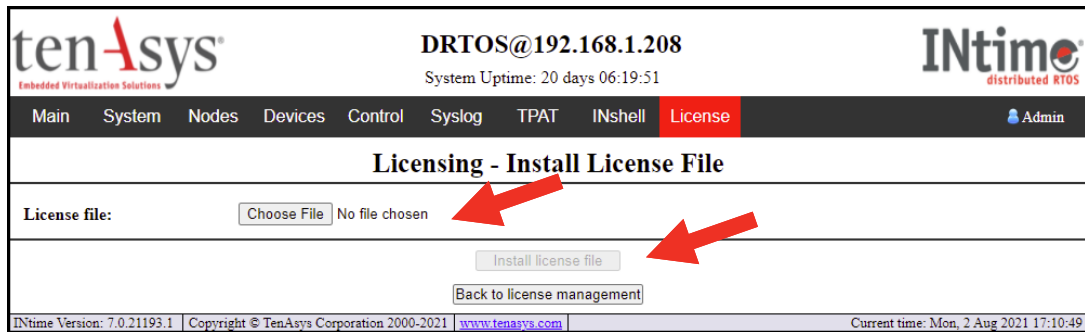 tenAsys
Embedded Virtualization Solutions
DRTOS@192.168.1.208
System Uptime: 20 days 06:19:51
INtime
distributed RTOS
Main System Nodes Devices Control Syslog TPAT INshell License Admin
Licensing - Install License File
License file: Choose File No file chosen
Install license file
Back to license management
INtime Version: 7.0.21193.1 Copyright © TenAsys Corporation 2000-2021 www.tenasys.com Current time: Mon, 2 Aug 2021 17:10:49